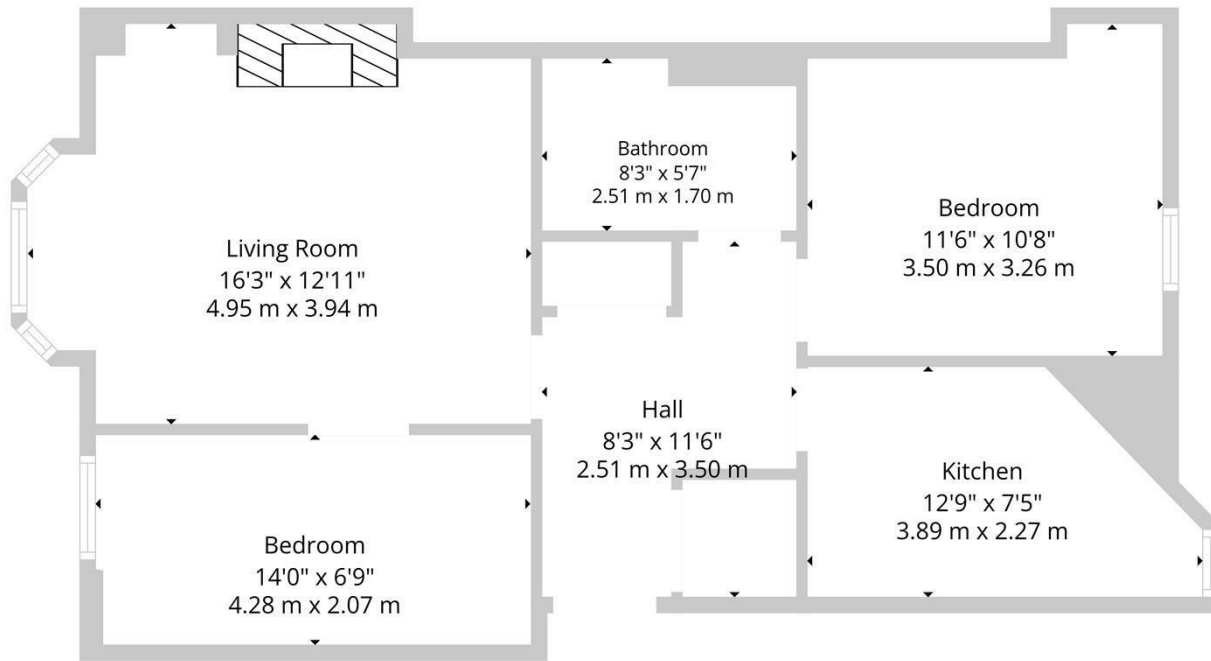 Living Room
16'3" x 12'11"
4.95 m x 3.94 m
Bathroom
8'3" x 5'7"
2.51 m x 1.70 m
Bedroom
11'6" x 10'8"
3.50 m x 3.26 m
Hall
8'3" x 11'6"
2.51 m x 3.50 m
Kitchen
12'9" x 7'5"
3.89 m x 2.27 m
Bedroom
14'0" x 6'9"
4.28 m x 2.07 m